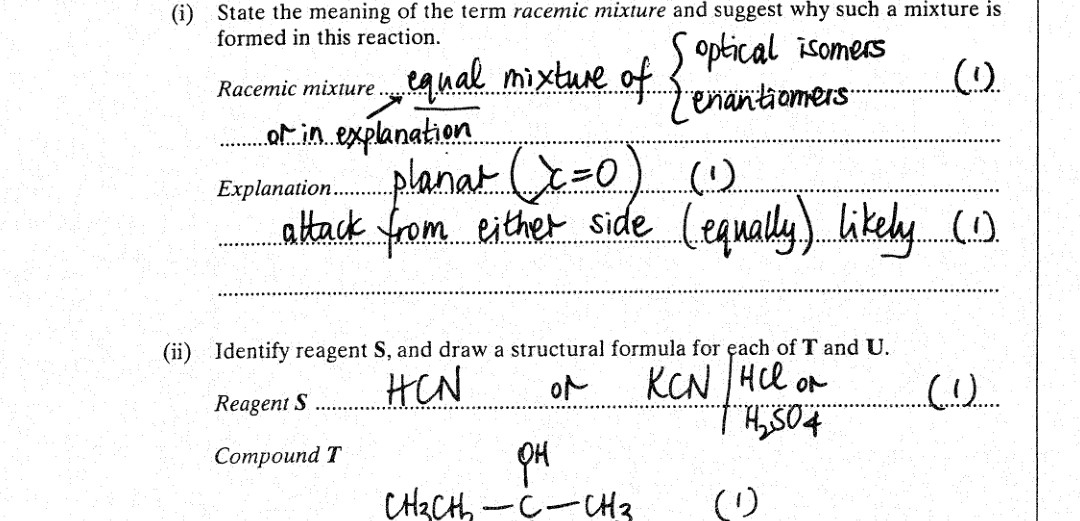 (i) State the meaning of the term racemic mixture and suggest why such a mixture is
formed in this reaction.
optical isomers
Racemic mixture equal mixture of { enantiomers (1)
or in explanation
Explanation planar (>c=0) (1)
attack from either side (equally) likely (1)
(ii) Identify reagent S, and draw a structural formula for each of T and U.
Reagent S HCN or KCN / HCl or (1)
H2SO4
Compound T OH
CH3CH2 — C — CH3 (1)